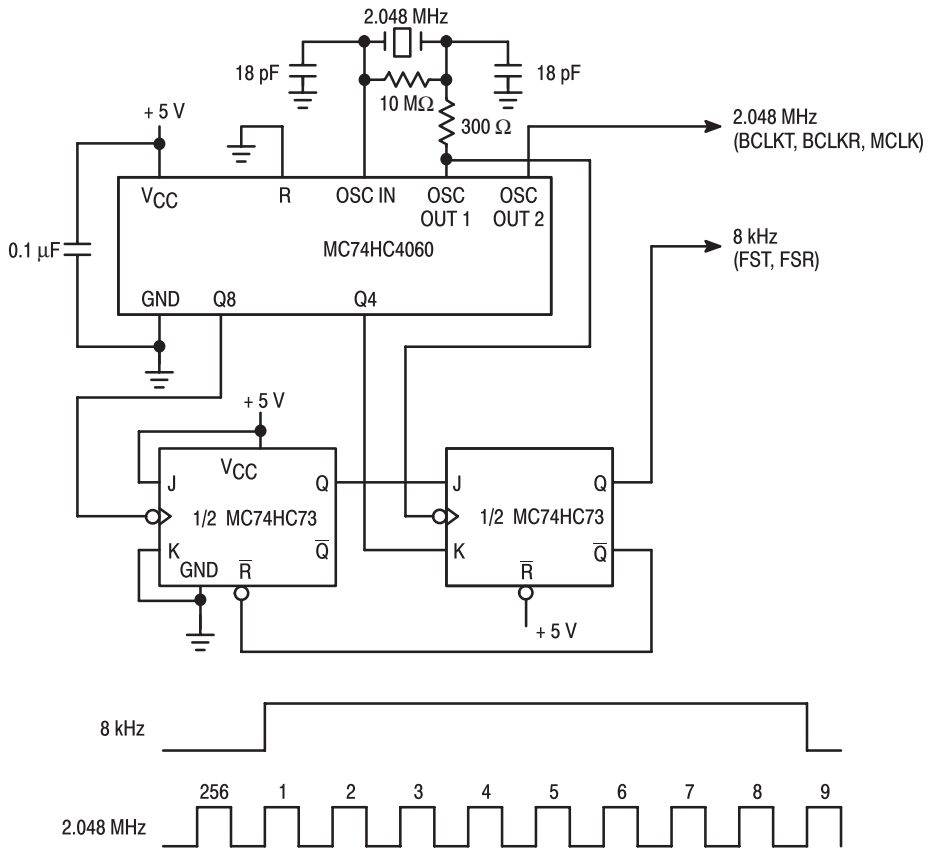 2.048 MHz
18 pF
18 pF
10 MΩ
300 Ω
+ 5 V
2.048 MHz
(BCLKT, BCLKR, MCLK)
VCC
R
OSC IN
OSC
OUT 1
OSC
OUT 2
0.1 μF
MC74HC4060
8 kHz
(FST, FSR)
GND
Q8
Q4
+ 5 V
VCC
J
Q
J
Q
1/2 MC74HC73
1/2 MC74HC73
K
Q̅
K
Q̅
GND
R̅
R̅
+ 5 V
8 kHz
256
1
2
3
4
5
6
7
8
9
2.048 MHz